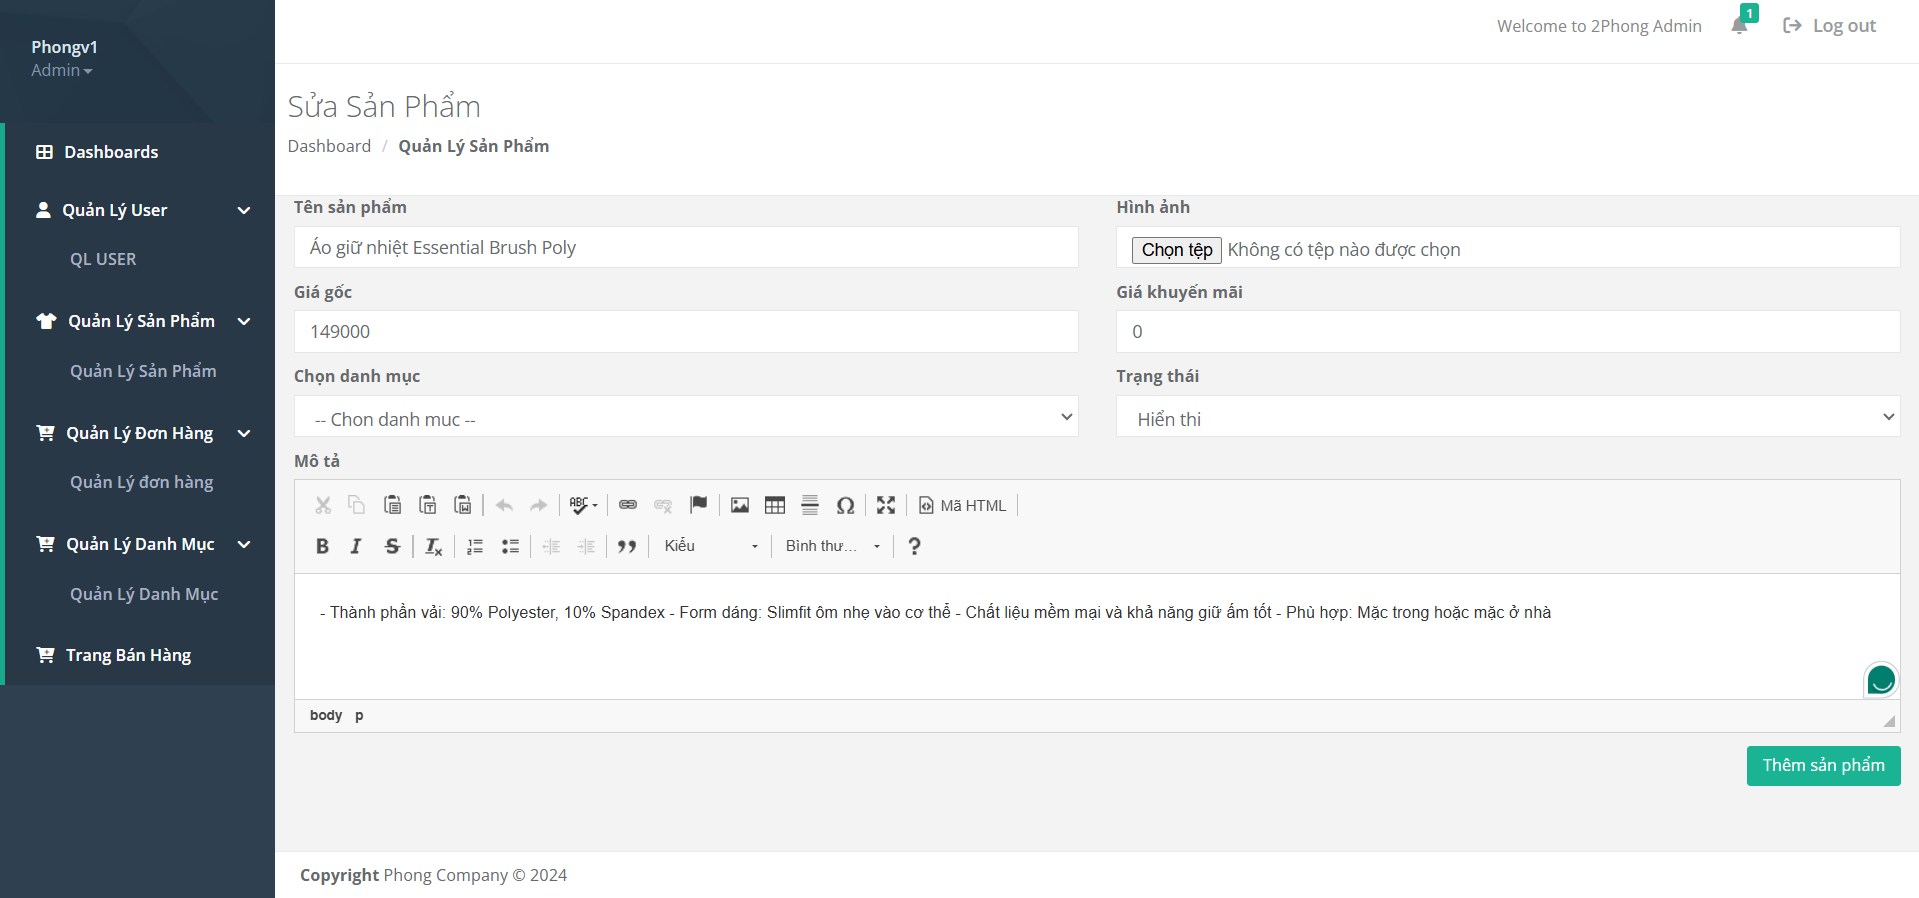 Phongv1
Admin
Dashboards
Quản Lý User
QL USER
Quản Lý Sản Phẩm
Quản Lý Sản Phẩm
Quản Lý Đơn Hàng
Quản Lý đơn hàng
Quản Lý Danh Mục
Quản Lý Danh Mục
Trang Bán Hàng
Welcome to 2Phong Admin
1
Log out
Sửa Sản Phẩm
Dashboard / Quản Lý Sản Phẩm
Tên sản phẩm
Áo giữ nhiệt Essential Brush Poly
Hình ảnh
Chọn tệp Không có tệp nào được chọn
Giá gốc
149000
Giá khuyến mãi
0
Chọn danh mục
-- Chon danh muc --
Trạng thái
Hiển thi
Mô tả
ABC
Ω
Mã HTML
B I S Tx
Kiểu
Bình thư...
?
- Thành phần vải: 90% Polyester, 10% Spandex - Form dáng: Slimfit ôm nhẹ vào cơ thể - Chất liệu mềm mại và khả năng giữ ấm tốt - Phù hợp: Mặc trong hoặc mặc ở nhà
body p
Thêm sản phẩm
Copyright Phong Company © 2024